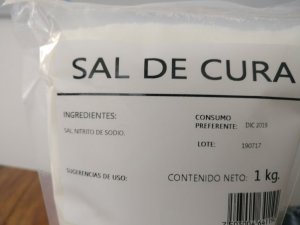 SAL DE CURA
INGREDIENTES:
SAL, NITRITO DE SODIO.
CONSUMO
PREFERENTE: DIC 2019
LOTE: 190717
SUGERENCIAS DE USO:
CONTENIDO NETO: 1 kg.